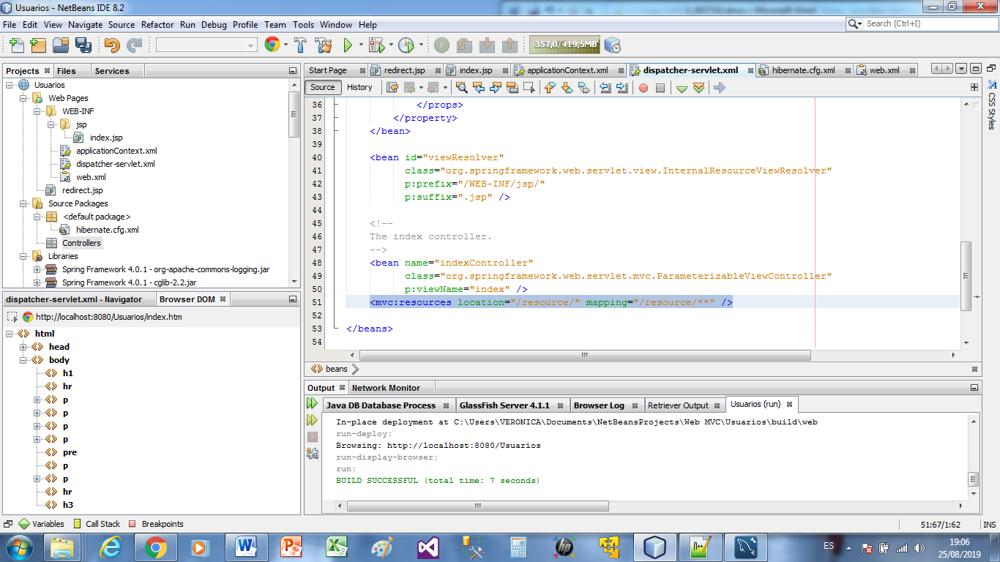 Usuarios - NetBeans IDE 8.2
File Edit View Navigate Source Refactor Run Debug Profile Team Tools Window Help
Search (Ctrl+I)
357,0/419,5MB
Projects Files Services
Usuarios
Web Pages
WEB-INF
jsp
index.jsp
applicationContext.xml
dispatcher-servlet.xml
web.xml
redirect.jsp
Source Packages
<default package>
hibernate.cfg.xml
Controllers
Libraries
Spring Framework 4.0.1 - org-apache-commons-logging.jar
Spring Framework 4.0.1 - cglib-2.2.jar
dispatcher-servlet.xml - Navigator Browser DOM
http://localhost:8080/Usuarios/index.htm
html
head
body
h1
hr
p
p
p
p
pre
p
p
hr
h3
Start Page redirect.jsp index.jsp applicationContext.xml dispatcher-servlet.xml hibernate.cfg.xml web.xml
Source History
36 </props>
37 </property>
38 </bean>
39
40 <bean id="viewResolver"
41 class="org.springframework.web.servlet.view.InternalResourceViewResolver"
42 p:prefix="/WEB-INF/jsp/"
43 p:suffix=".jsp" />
44
45 <!--
46 The index controller.
47 -->
48 <bean name="indexController"
49 class="org.springframework.web.servlet.mvc.ParameterizableViewController"
50 p:viewName="index" />
51 <mvc:resources location="/resource/" mapping="/resource/**" />
52
53 </beans>
54
beans
CSS Styles
Output Network Monitor
Java DB Database Process GlassFish Server 4.1.1 Browser Log Retriever Output Usuarios (run)
In-place deployment at C:\Users\VERONICA\Documents\NetBeansProjects\Web MVC\Usuarios\build\web
run-deploy:
Browsing: http://localhost:8080/Usuarios
run-display-browser:
run:
BUILD SUCCESSFUL (total time: 7 seconds)
Variables Call Stack Breakpoints
51:67/1:62 INS
ES
19:06
25/08/2019